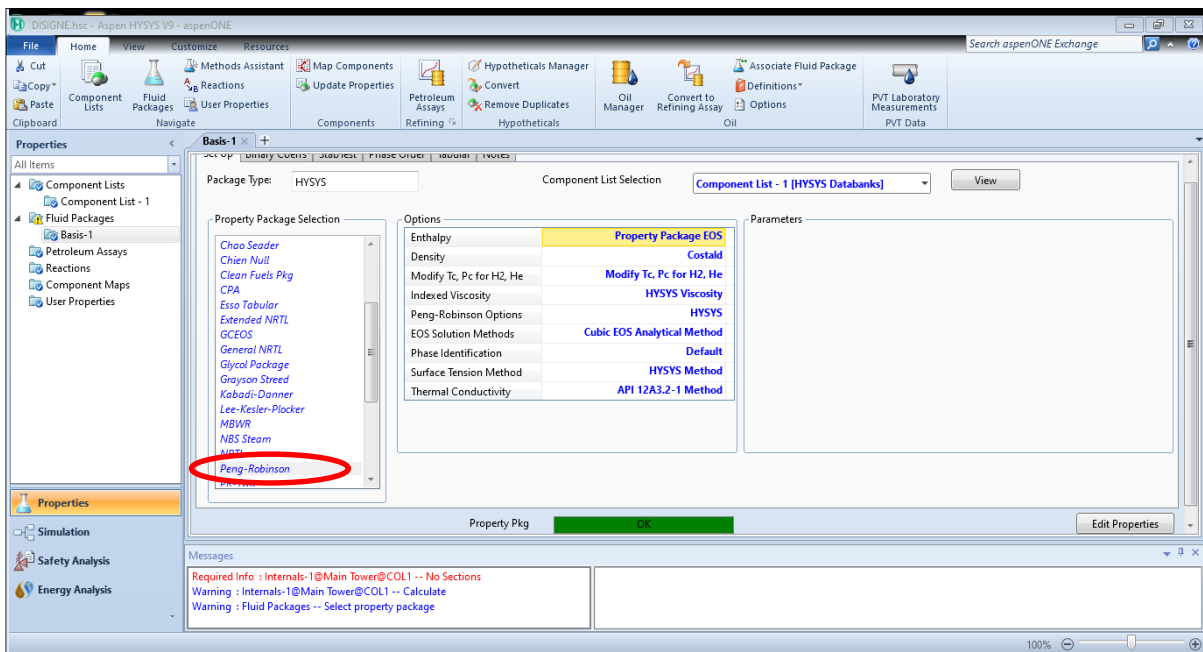 DISIGNE.hsc - Aspen HYSYS V9 - aspenONE
File Home View Customize Resources Search aspenONE Exchange
Cut
Copy
Paste
Clipboard
Component Lists
Fluid Packages
Methods Assistant
Reactions
User Properties
Navigate
Map Components
Update Properties
Components
Petroleum Assays
Refining
Hypotheticals Manager
Convert
Remove Duplicates
Hypotheticals
Oil Manager
Convert to Refining Assay
Associate Fluid Package
Definitions
Options
Oil
PVT Laboratory Measurements
PVT Data
Properties
All Items
Component Lists
Component List - 1
Fluid Packages
Basis-1
Petroleum Assays
Reactions
Component Maps
User Properties
Properties
Simulation
Safety Analysis
Energy Analysis
Basis-1
Set Up Binary Coeffs StabTest Phase Order Tabular Notes
Package Type: HYSYS Component List Selection Component List - 1 [HYSYS Databanks] View
Property Package Selection
Chao Seader
Chien Null
Clean Fuels Pkg
CPA
Esso Tabular
Extended NRTL
GCEOS
General NRTL
Glycol Package
Grayson Streed
Kabadi-Danner
Lee-Kesler-Plocker
MBWR
NBS Steam
NRTL
Peng-Robinson
PR-Twu
Options
Enthalpy Property Package EOS
Density Costald
Modify Tc, Pc for H2, He Modify Tc, Pc for H2, He
Indexed Viscosity HYSYS Viscosity
Peng-Robinson Options HYSYS
EOS Solution Methods Cubic EOS Analytical Method
Phase Identification Default
Surface Tension Method HYSYS Method
Thermal Conductivity API 12A3.2-1 Method
Parameters
Property Pkg OK Edit Properties
Messages
Required Info : Internals-1@Main Tower@COL1 -- No Sections
Warning : Internals-1@Main Tower@COL1 -- Calculate
Warning : Fluid Packages -- Select property package
100%